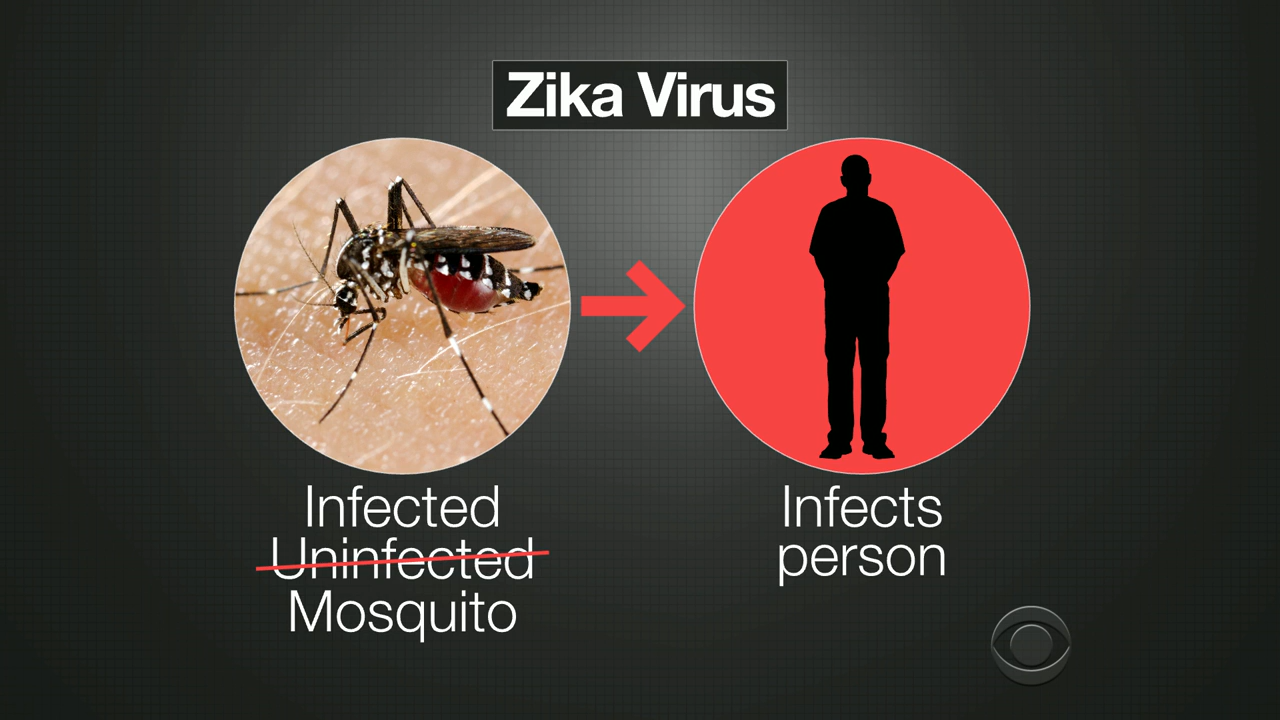 Zika Virus
Infected
Uninfected
Mosquito
Infects
person